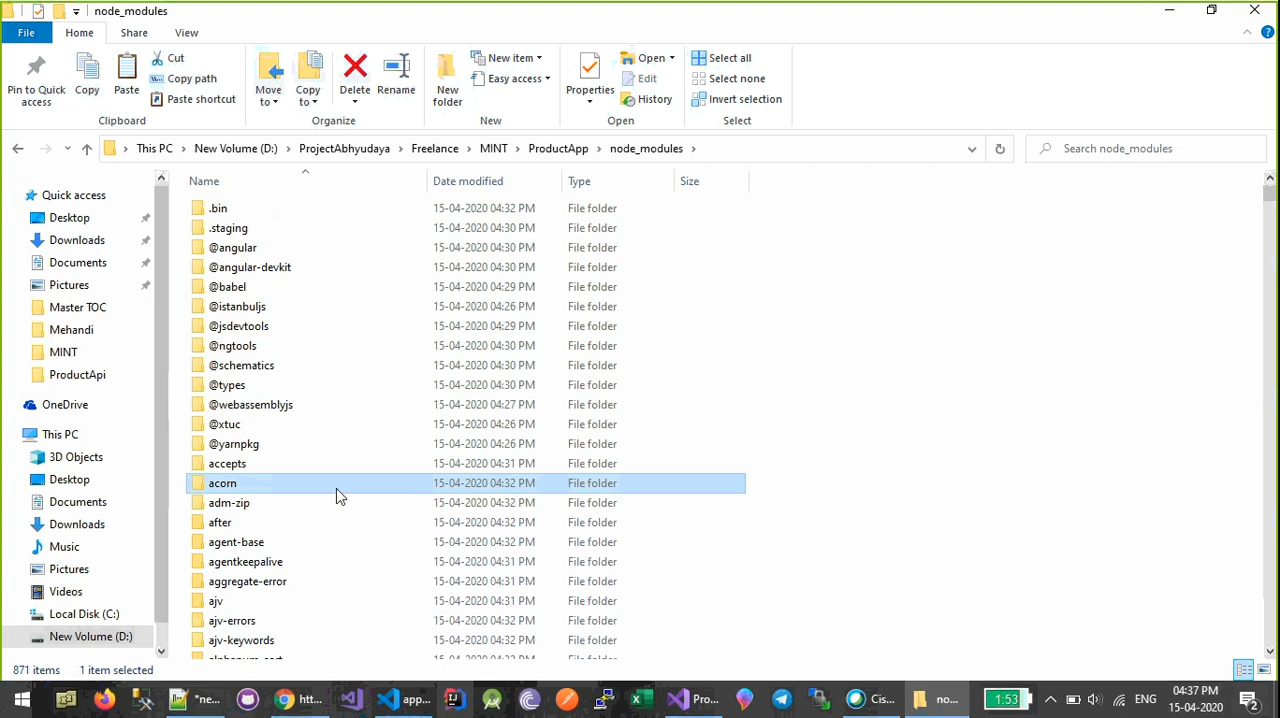 node_modules
File Home Share View
Pin to Quick access
Copy
Paste
Cut
Copy path
Paste shortcut
Clipboard
Move to
Copy to
Delete
Rename
Organize
New folder
New item
Easy access
New
Properties
Open
Edit
History
Open
Select all
Select none
Invert selection
Select
This PC New Volume (D:) ProjectAbhyudaya Freelance MINT ProductApp node_modules
Search node_modules
Quick access
Desktop
Downloads
Documents
Pictures
Master TOC
Mehandi
MINT
ProductApi
OneDrive
This PC
3D Objects
Desktop
Documents
Downloads
Music
Pictures
Videos
Local Disk (C:)
New Volume (D:)
Name Date modified Type Size
.bin 15-04-2020 04:32 PM File folder
.staging 15-04-2020 04:30 PM File folder
@angular 15-04-2020 04:30 PM File folder
@angular-devkit 15-04-2020 04:30 PM File folder
@babel 15-04-2020 04:29 PM File folder
@istanbuljs 15-04-2020 04:26 PM File folder
@jsdevtools 15-04-2020 04:29 PM File folder
@ngtools 15-04-2020 04:30 PM File folder
@schematics 15-04-2020 04:30 PM File folder
@types 15-04-2020 04:30 PM File folder
@webassemblyjs 15-04-2020 04:27 PM File folder
@xtuc 15-04-2020 04:26 PM File folder
@yarnpkg 15-04-2020 04:26 PM File folder
accepts 15-04-2020 04:31 PM File folder
acorn 15-04-2020 04:32 PM File folder
adm-zip 15-04-2020 04:32 PM File folder
after 15-04-2020 04:32 PM File folder
agent-base 15-04-2020 04:32 PM File folder
agentkeepalive 15-04-2020 04:31 PM File folder
aggregate-error 15-04-2020 04:31 PM File folder
ajv 15-04-2020 04:31 PM File folder
ajv-errors 15-04-2020 04:32 PM File folder
ajv-keywords 15-04-2020 04:32 PM File folder
871 items 1 item selected
*ne... htt... app... Pro... Cis... no... 1:53 ENG 04:37 PM
15-04-2020
2